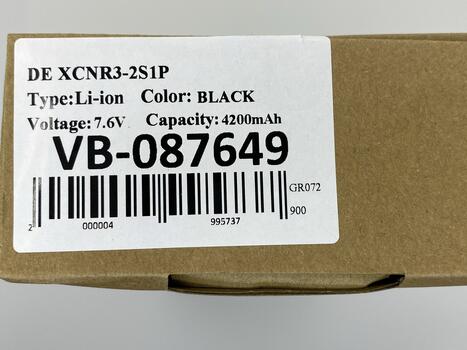 DE XCNR3-2S1P
Type:Li-ion Color: BLACK
Voltage: 7.6V Capacity: 4200mAh
VB-087649
GR072
900
2 000004 995737